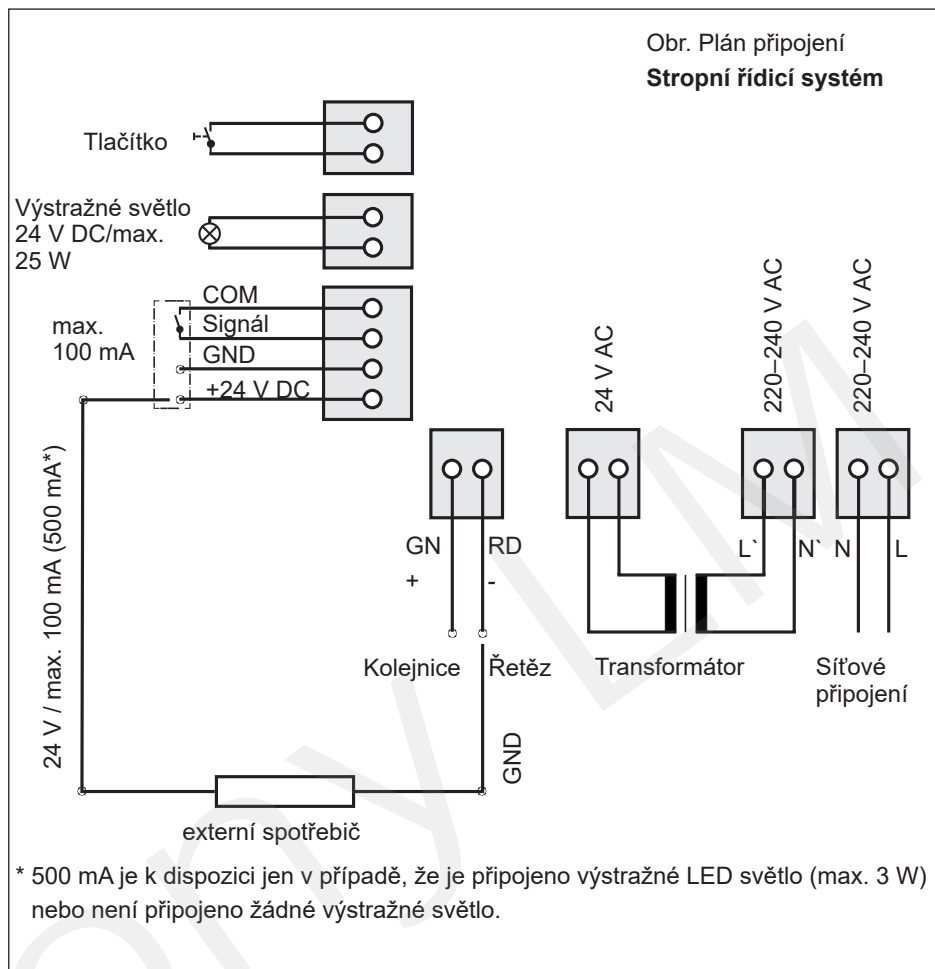 Obr. Plán připojení
Stropní řídicí systém
Tlačítko
Výstražné světlo
24 V DC/max.
25 W
max.
100 mA
COM
Signál
GND
+24 V DC
24 V AC
220–240 V AC
220–240 V AC
24 V / max. 100 mA (500 mA*)
GN
RD
+
-
L`
N`
N
L
Kolejnice
Řetěz
Transformátor
Síťové
připojení
GND
externí spotřebič
* 500 mA je k dispozici jen v případě, že je připojeno výstražné LED světlo (max. 3 W)
nebo není připojeno žádné výstražné světlo.
ony LM